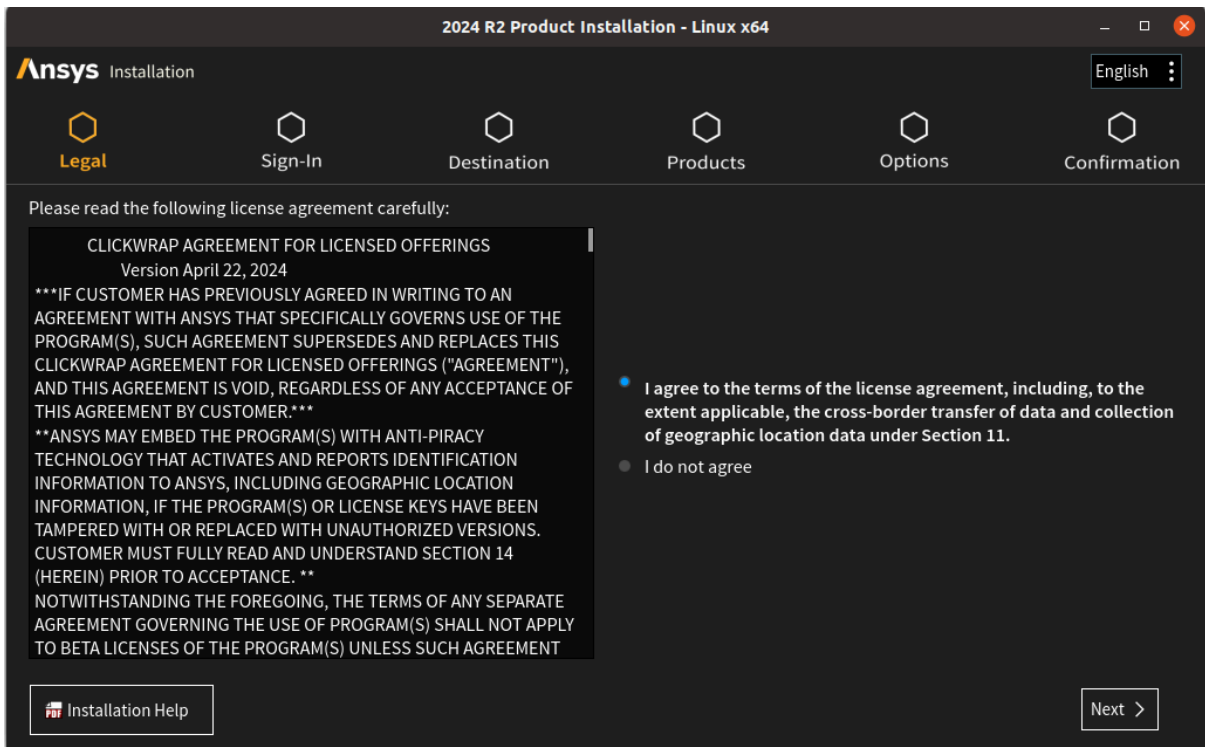 2024 R2 Product Installation - Linux x64
Ansys Installation
English
Legal
Sign-In
Destination
Products
Options
Confirmation
Please read the following license agreement carefully:
CLICKWRAP AGREEMENT FOR LICENSED OFFERINGS
Version April 22, 2024
***IF CUSTOMER HAS PREVIOUSLY AGREED IN WRITING TO AN
AGREEMENT WITH ANSYS THAT SPECIFICALLY GOVERNS USE OF THE
PROGRAM(S), SUCH AGREEMENT SUPERSEDES AND REPLACES THIS
CLICKWRAP AGREEMENT FOR LICENSED OFFERINGS ("AGREEMENT"),
AND THIS AGREEMENT IS VOID, REGARDLESS OF ANY ACCEPTANCE OF
THIS AGREEMENT BY CUSTOMER.***
**ANSYS MAY EMBED THE PROGRAM(S) WITH ANTI-PIRACY
TECHNOLOGY THAT ACTIVATES AND REPORTS IDENTIFICATION
INFORMATION TO ANSYS, INCLUDING GEOGRAPHIC LOCATION
INFORMATION, IF THE PROGRAM(S) OR LICENSE KEYS HAVE BEEN
TAMPERED WITH OR REPLACED WITH UNAUTHORIZED VERSIONS.
CUSTOMER MUST FULLY READ AND UNDERSTAND SECTION 14
(HEREIN) PRIOR TO ACCEPTANCE. **
NOTWITHSTANDING THE FOREGOING, THE TERMS OF ANY SEPARATE
AGREEMENT GOVERNING THE USE OF PROGRAM(S) SHALL NOT APPLY
TO BETA LICENSES OF THE PROGRAM(S) UNLESS SUCH AGREEMENT
I agree to the terms of the license agreement, including, to the
extent applicable, the cross-border transfer of data and collection
of geographic location data under Section 11.
I do not agree
PDF Installation Help
Next >